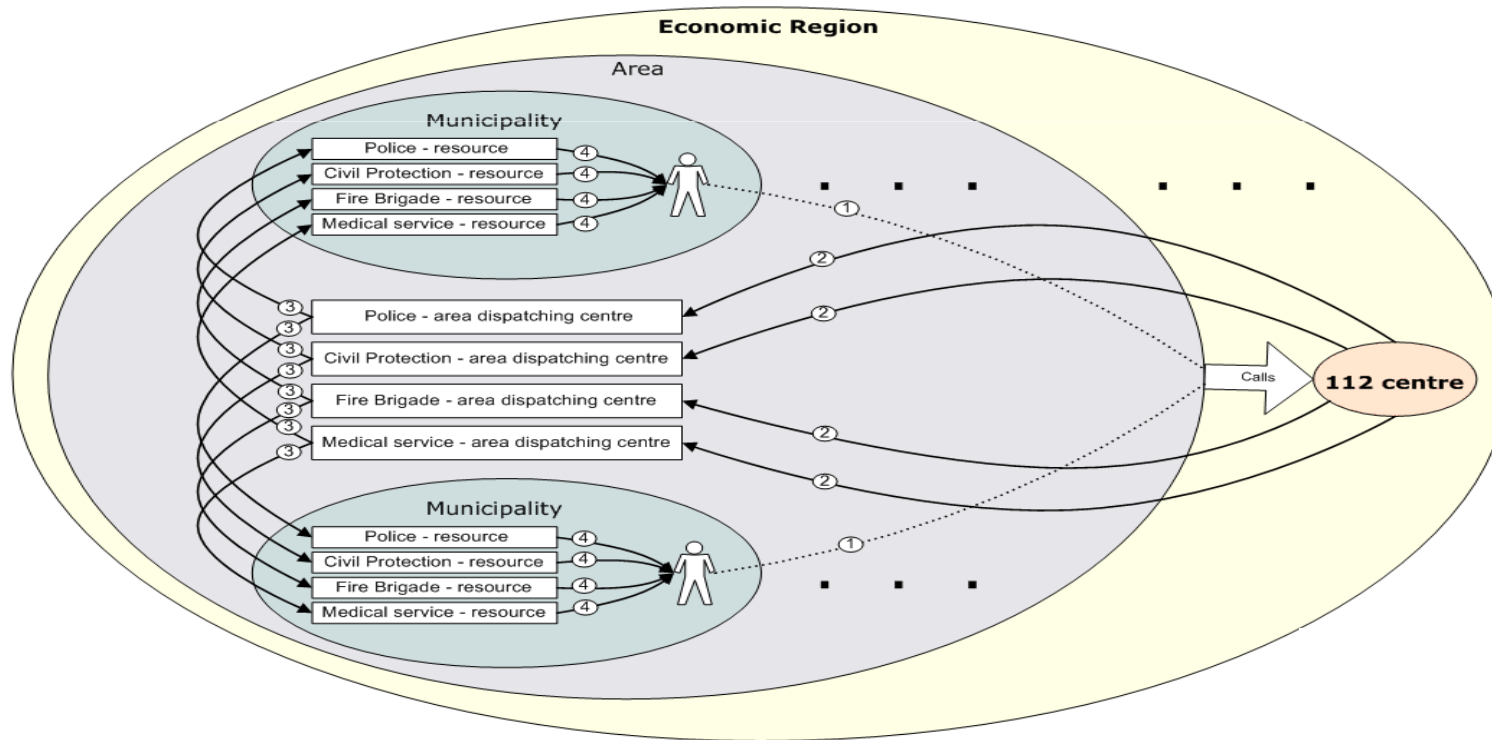 Economic Region
Area
Municipality
Police - resource
4
Civil Protection - resource
4
Fire Brigade - resource
4
Medical service - resource
4
1
2
2
3
Police - area dispatching centre
3
3
Civil Protection - area dispatching centre
3
3
Fire Brigade - area dispatching centre
3
3
Medical service - area dispatching centre
3
Calls
112 centre
2
2
Municipality
Police - resource
4
Civil Protection - resource
4
Fire Brigade - resource
4
Medical service - resource
4
1